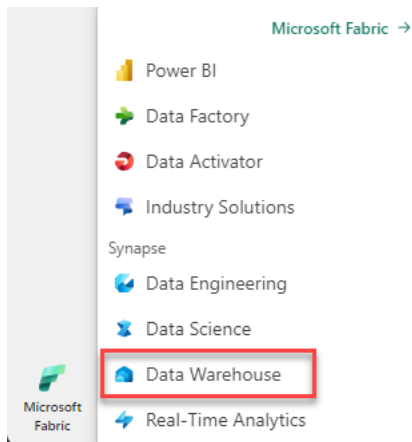 Microsoft Fabric →
Power BI
Data Factory
Data Activator
Industry Solutions
Synapse
Data Engineering
Data Science
Data Warehouse
Real-Time Analytics
Microsoft
Fabric